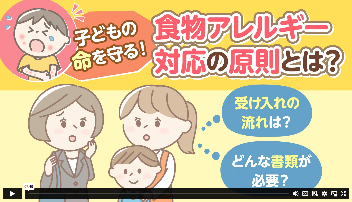 子どもの
命を守る!
食物アレルギー
対応の原則とは?
受け入れの
流れは?
どんな書類が
必要?